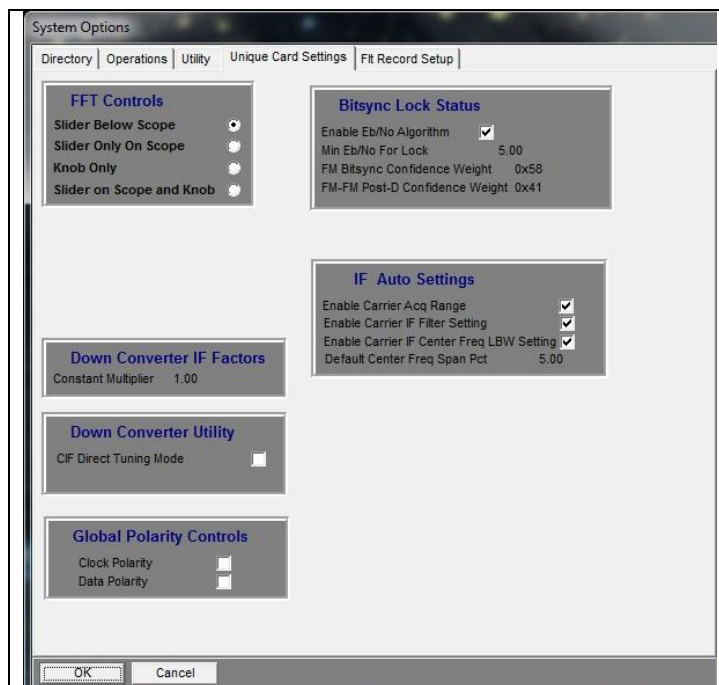 System Options
Directory Operations Utility Unique Card Settings Flt Record Setup
FFT Controls
Slider Below Scope
Slider Only On Scope
Knob Only
Slider on Scope and Knob
Bitsync Lock Status
Enable Eb/No Algorithm
Min Eb/No For Lock 5.00
FM Bitsync Confidence Weight 0x58
FM-FM Post-D Confidence Weight 0x41
IF Auto Settings
Enable Carrier Acq Range
Enable Carrier IF Filter Setting
Enable Carrier IF Center Freq LBW Setting
Default Center Freq Span Pct 5.00
Down Converter IF Factors
Constant Multiplier 1.00
Down Converter Utility
CIF Direct Tuning Mode
Global Polarity Controls
Clock Polarity
Data Polarity
OK Cancel